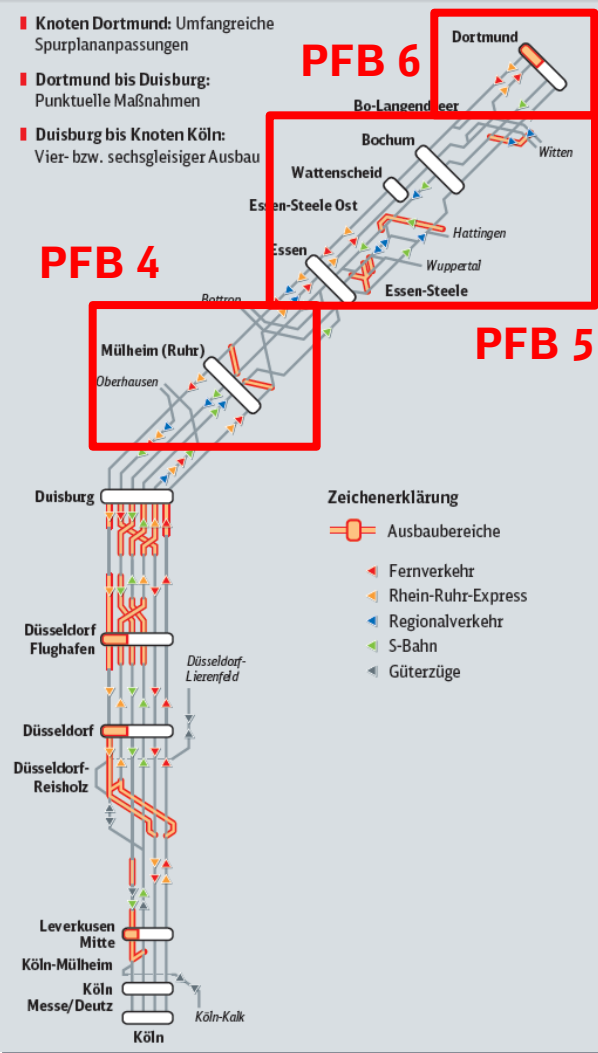 Knoten Dortmund: Umfangreiche
Spurplananpassungen
Dortmund bis Duisburg:
Punktuelle Maßnahmen
Duisburg bis Knoten Köln:
Vier- bzw. sechsgleisiger Ausbau
PFB 6
Dortmund
Bo-Langendreer
Bochum
Witten
Wattenscheid
Essen-Steele Ost
Hattingen
Essen
Wuppertal
Essen-Steele
PFB 4
Bottrop
PFB 5
Mülheim (Ruhr)
Oberhausen
Duisburg
Zeichenerklärung
Ausbaubereiche
Fernverkehr
Rhein-Ruhr-Express
Regionalverkehr
S-Bahn
Güterzüge
Düsseldorf
Flughafen
Düsseldorf-
Lierenfeld
Düsseldorf
Düsseldorf-
Reisholz
Leverkusen
Mitte
Köln-Mülheim
Köln
Messe/Deutz
Köln-Kalk
Köln